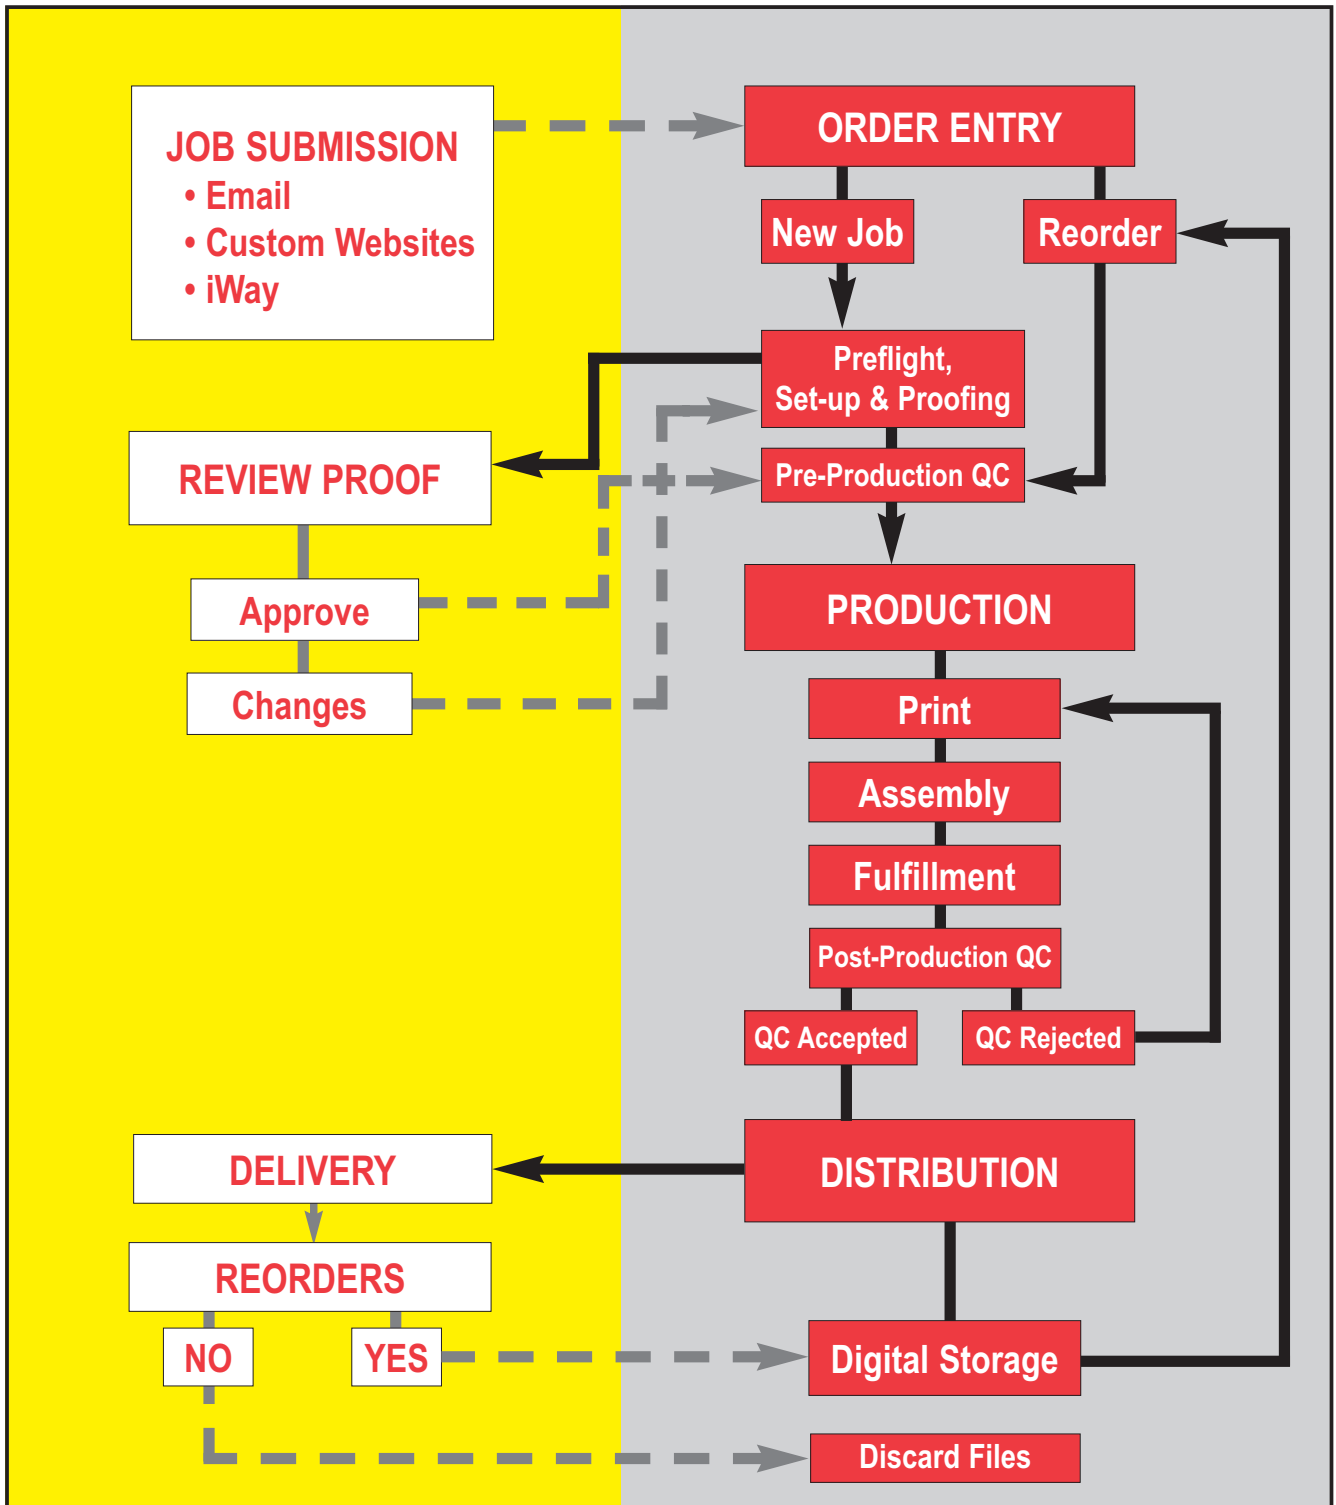 JOB SUBMISSION
• Email
• Custom Websites
• iWay
ORDER ENTRY
New Job
Reorder
Preflight,
Set-up & Proofing
REVIEW PROOF
Pre-Production QC
Approve
Changes
PRODUCTION
Print
Assembly
Fulfillment
Post-Production QC
QC Accepted
QC Rejected
DELIVERY
DISTRIBUTION
REORDERS
NO
YES
Digital Storage
Discard Files